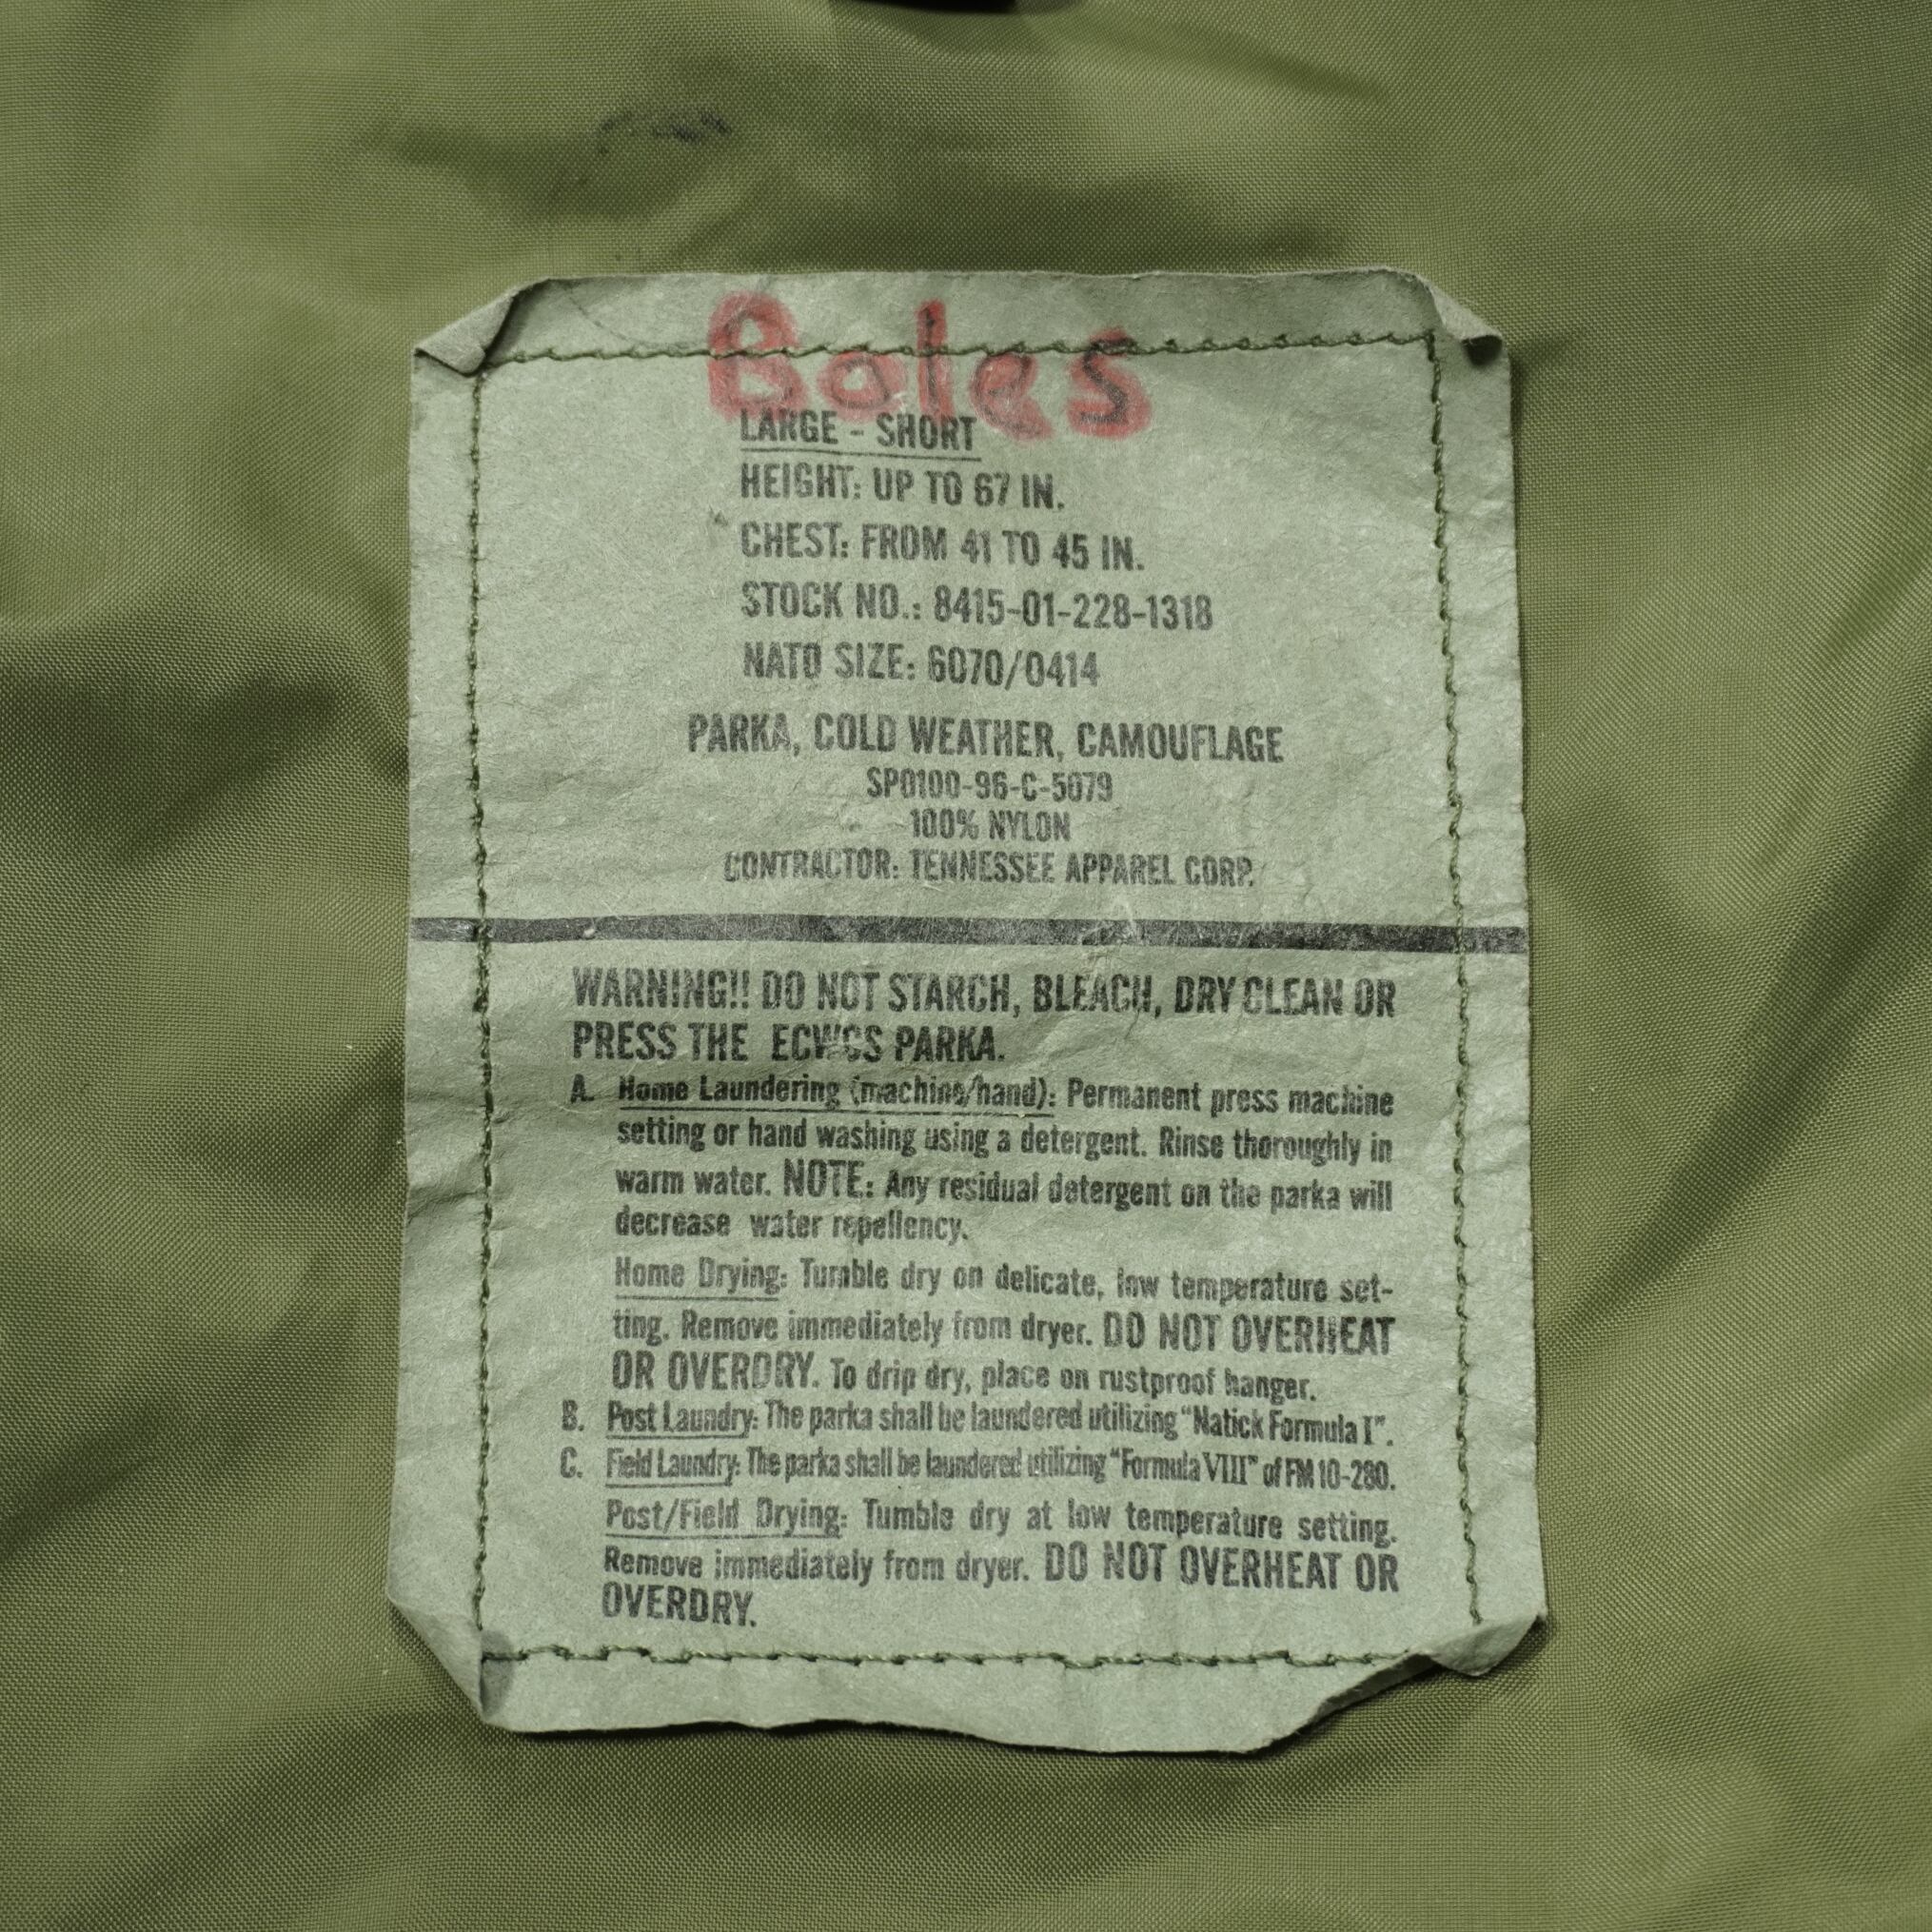 Boles
LARGE - SHORT
HEIGHT: UP TO 67 IN.
CHEST: FROM 41 TO 45 IN.
STOCK NO.: 8415-01-228-1318
NATO SIZE: 6070/0414
PARKA, COLD WEATHER, CAMOUFLAGE
SP0100-96-C-5079
100% NYLON
CONTRACTOR: TENNESSEE APPAREL CORP.
WARNING!! DO NOT STARCH, BLEACH, DRY CLEAN OR
PRESS THE ECWCS PARKA.
A. Home Laundering (machine/hand): Permanent press machine
setting or hand washing using a detergent. Rinse thoroughly in
warm water. NOTE: Any residual detergent on the parka will
decrease water repellency.
Home Drying: Tumble dry on delicate, low temperature set-
ting. Remove immediately from dryer. DO NOT OVERHEAT
OR OVERDRY. To drip dry, place on rustproof hanger.
B. Post Laundry: The parka shall be laundered utilizing "Natick Formula I".
C. Field Laundry: The parka shall be laundered utilizing "Formula VIII" of FM 10-280.
Post/Field Drying: Tumble dry at low temperature setting.
Remove immediately from dryer. DO NOT OVERHEAT OR
OVERDRY.